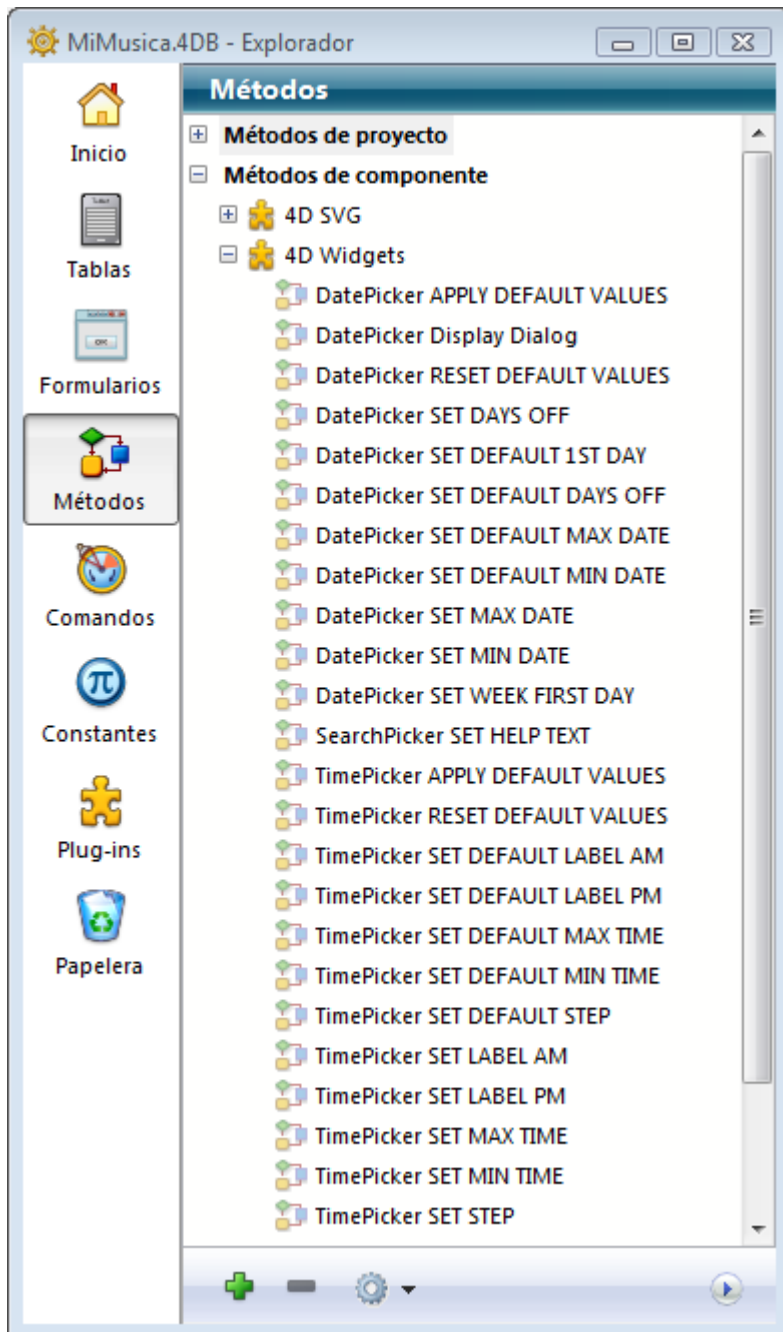 MiMusica.4DB - Explorador
Inicio
Tablas
Formularios
Métodos
Comandos
Constantes
Plug-ins
Papelera
Métodos
Métodos de proyecto
Métodos de componente
4D SVG
4D Widgets
DatePicker APPLY DEFAULT VALUES
DatePicker Display Dialog
DatePicker RESET DEFAULT VALUES
DatePicker SET DAYS OFF
DatePicker SET DEFAULT 1ST DAY
DatePicker SET DEFAULT DAYS OFF
DatePicker SET DEFAULT MAX DATE
DatePicker SET DEFAULT MIN DATE
DatePicker SET MAX DATE
DatePicker SET MIN DATE
DatePicker SET WEEK FIRST DAY
SearchPicker SET HELP TEXT
TimePicker APPLY DEFAULT VALUES
TimePicker RESET DEFAULT VALUES
TimePicker SET DEFAULT LABEL AM
TimePicker SET DEFAULT LABEL PM
TimePicker SET DEFAULT MAX TIME
TimePicker SET DEFAULT MIN TIME
TimePicker SET DEFAULT STEP
TimePicker SET LABEL AM
TimePicker SET LABEL PM
TimePicker SET MAX TIME
TimePicker SET MIN TIME
TimePicker SET STEP